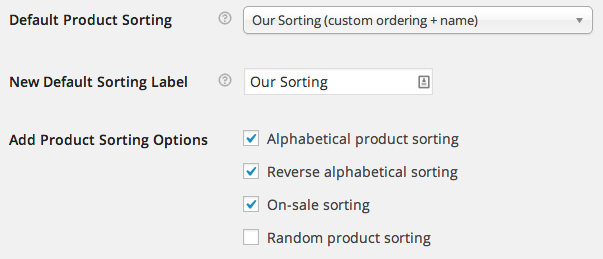 Default Product Sorting ? Our Sorting (custom ordering + name)
New Default Sorting Label ? Our Sorting
Add Product Sorting Options Alphabetical product sorting
Reverse alphabetical sorting
On-sale sorting
Random product sorting